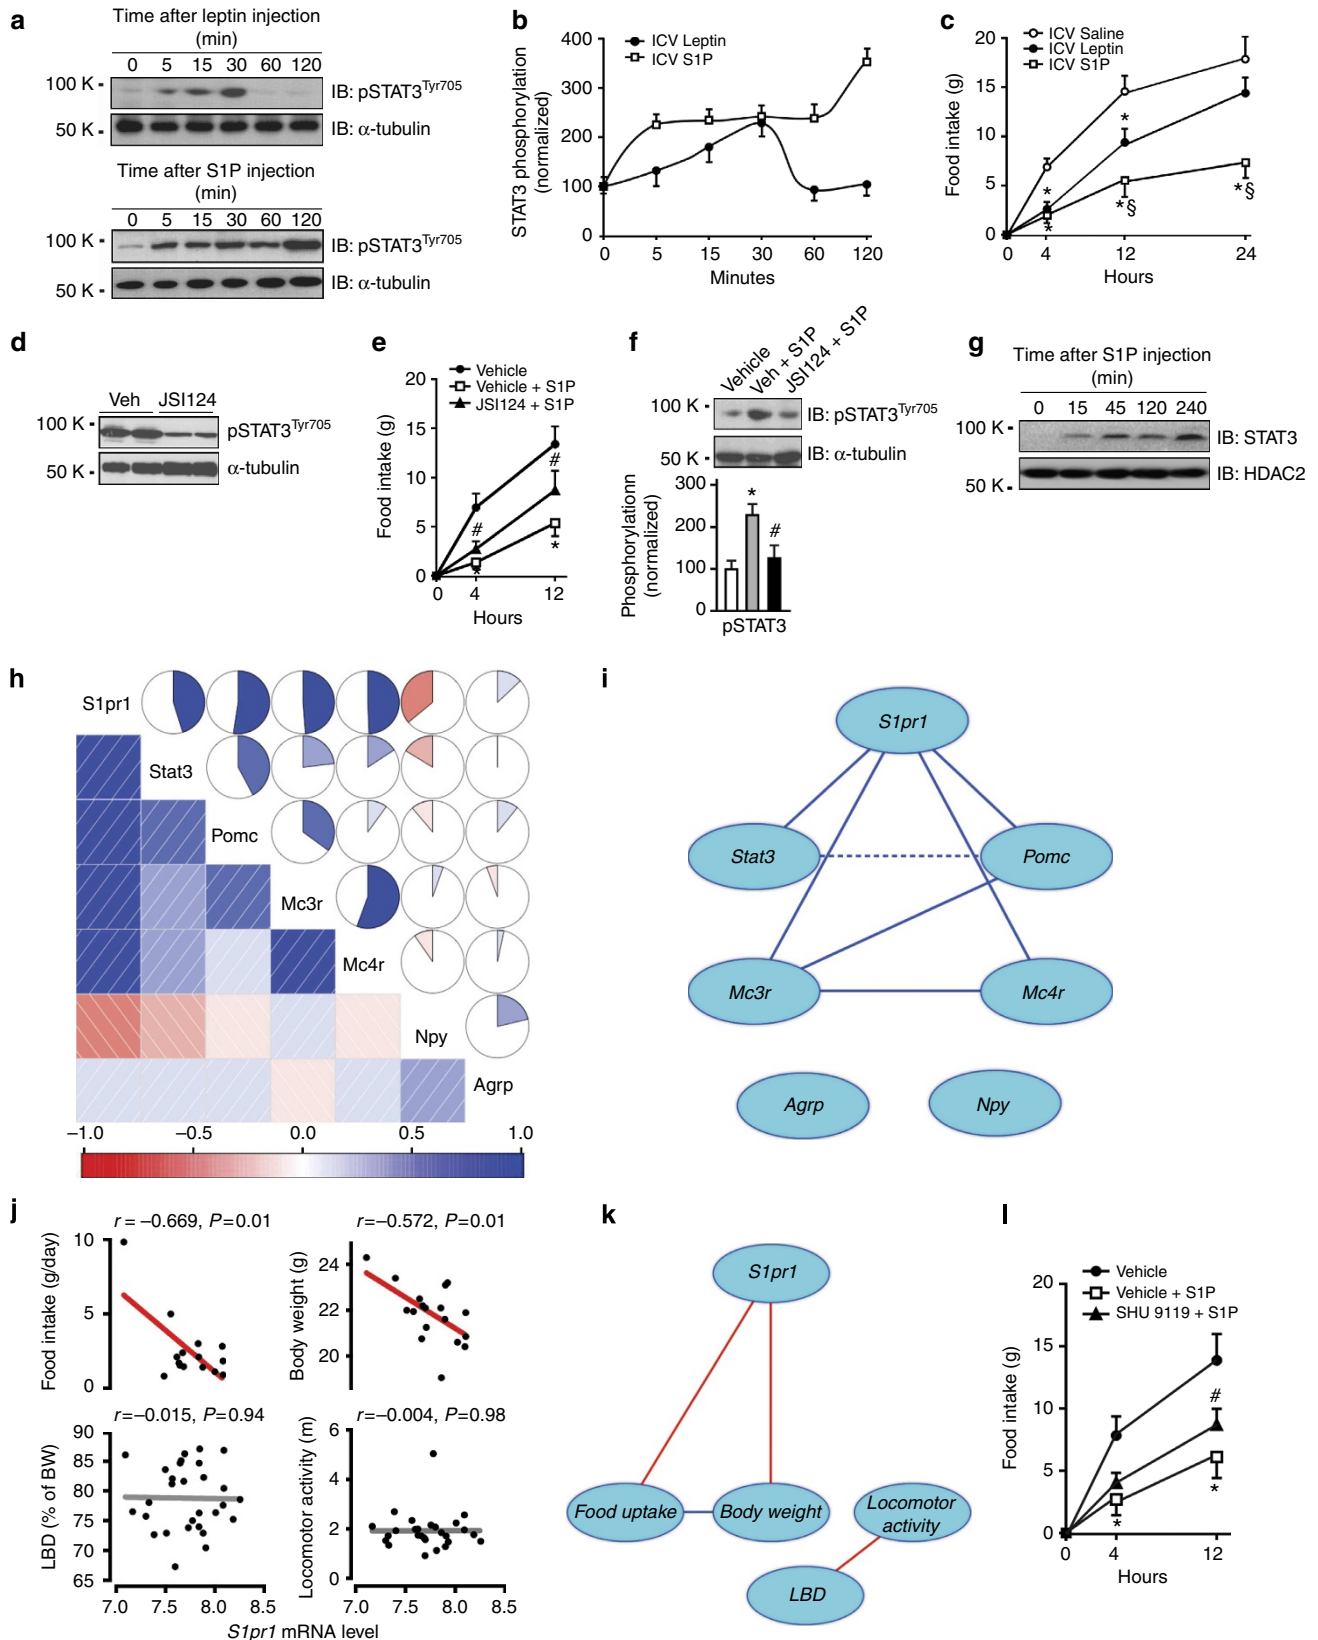 a
Time after leptin injection
(min)
0 5 15 30 60 120
100 K
IB: pSTAT3Tyr705
50 K
IB: α-tubulin
Time after S1P injection
(min)
0 5 15 30 60 120
100 K
IB: pSTAT3Tyr705
50 K
IB: α-tubulin
b
ICV Leptin
ICV S1P
STAT3 phosphorylation
(normalized)
400
300
200
100
0
0 5 15 30 60 120
Minutes
c
ICV Saline
ICV Leptin
ICV S1P
Food intake (g)
20
15
10
5
0
*
*
*
*§
*§
0 4 12 24
Hours
d
Veh JSI124
100 K
pSTAT3Tyr705
50 K
α-tubulin
e
Vehicle
Vehicle + S1P
JSI124 + S1P
Food intake (g)
20
15
10
5
0
#
*
#
*
0 4 12
Hours
f
Vehicle
Veh + S1P
JSI124 + S1P
100 K
IB: pSTAT3Tyr705
50 K
IB: α-tubulin
Phosphorylationn
(normalized)
300
200
100
0
*
#
pSTAT3
g
Time after S1P injection
(min)
0 15 45 120 240
100 K
IB: STAT3
IB: HDAC2
50 K
h
S1pr1
Stat3
Pomc
Mc3r
Mc4r
Npy
Agrp
−1.0 −0.5 0.0 0.5 1.0
i
S1pr1
Stat3
Pomc
Mc3r
Mc4r
Agrp
Npy
j
r = −0.669, P=0.01
Food intake (g/day)
10
5
0
r=−0.572, P=0.01
Body weight (g)
24
22
20
r=−0.015, P=0.94
LBD (% of BW)
90
85
80
75
70
65
7.0 7.5 8.0 8.5
r=−0.004, P=0.98
Locomotor activity (m)
6
4
2
0
7.0 7.5 8.0 8.5
S1pr1 mRNA level
k
S1pr1
Food uptake
Body weight
Locomotor
activity
LBD
l
Vehicle
Vehicle + S1P
SHU 9119 + S1P
Food intake (g)
20
15
10
5
0
*
#
*
0 4 12
Hours